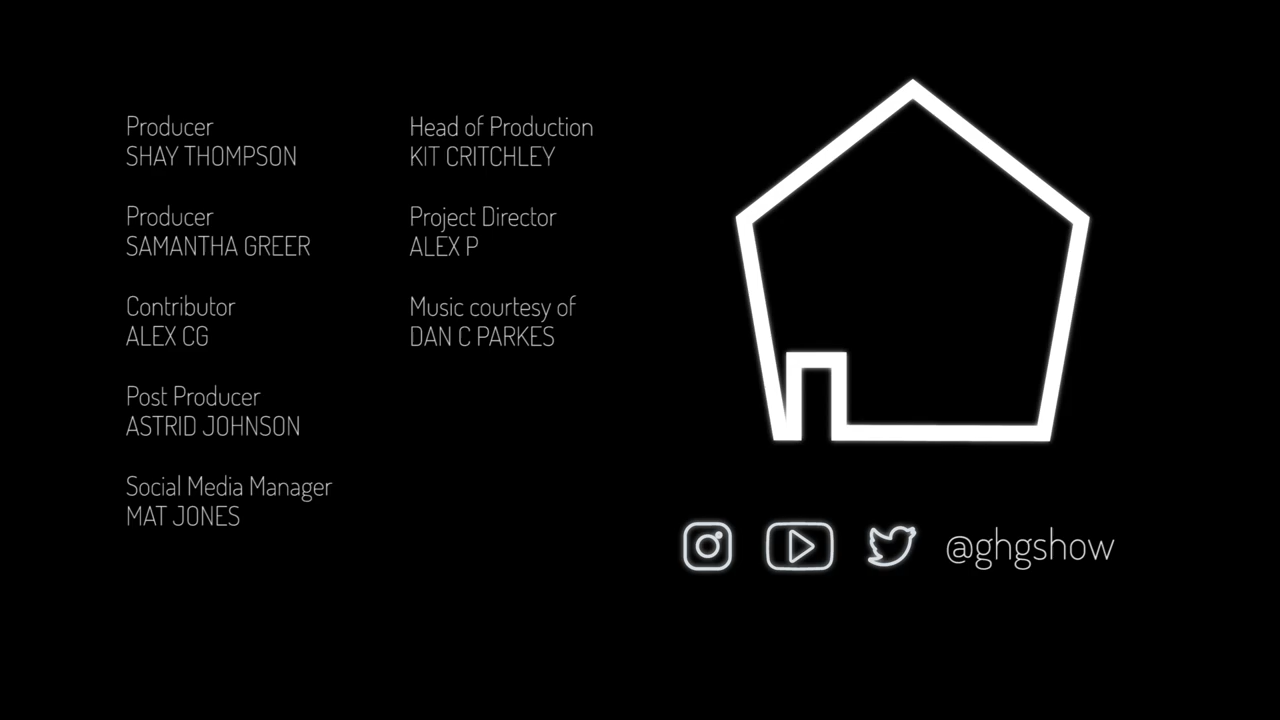 Producer
SHAY THOMPSON
Producer
SAMANTHA GREER
Contributor
ALEX CG
Post Producer
ASTRID JOHNSON
Social Media Manager
MAT JONES
Head of Production
KIT CRITCHLEY
Project Director
ALEX P
Music courtesy of
DAN C PARKES
@ghgshow